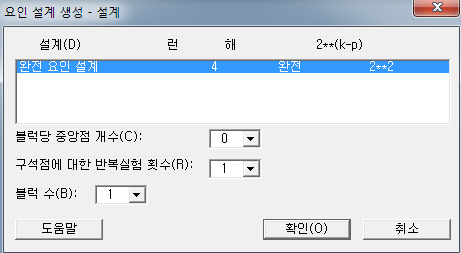 요인 설계 생성 - 설계
설계(D) 런 해 2**(k-p)
완전 요인 설계 4 완전 2**2
블럭당 중앙점 개수(C): 0
구석점에 대한 반복실험 횟수(R): 1
블럭 수(B): 1
도움말 확인(O) 취소